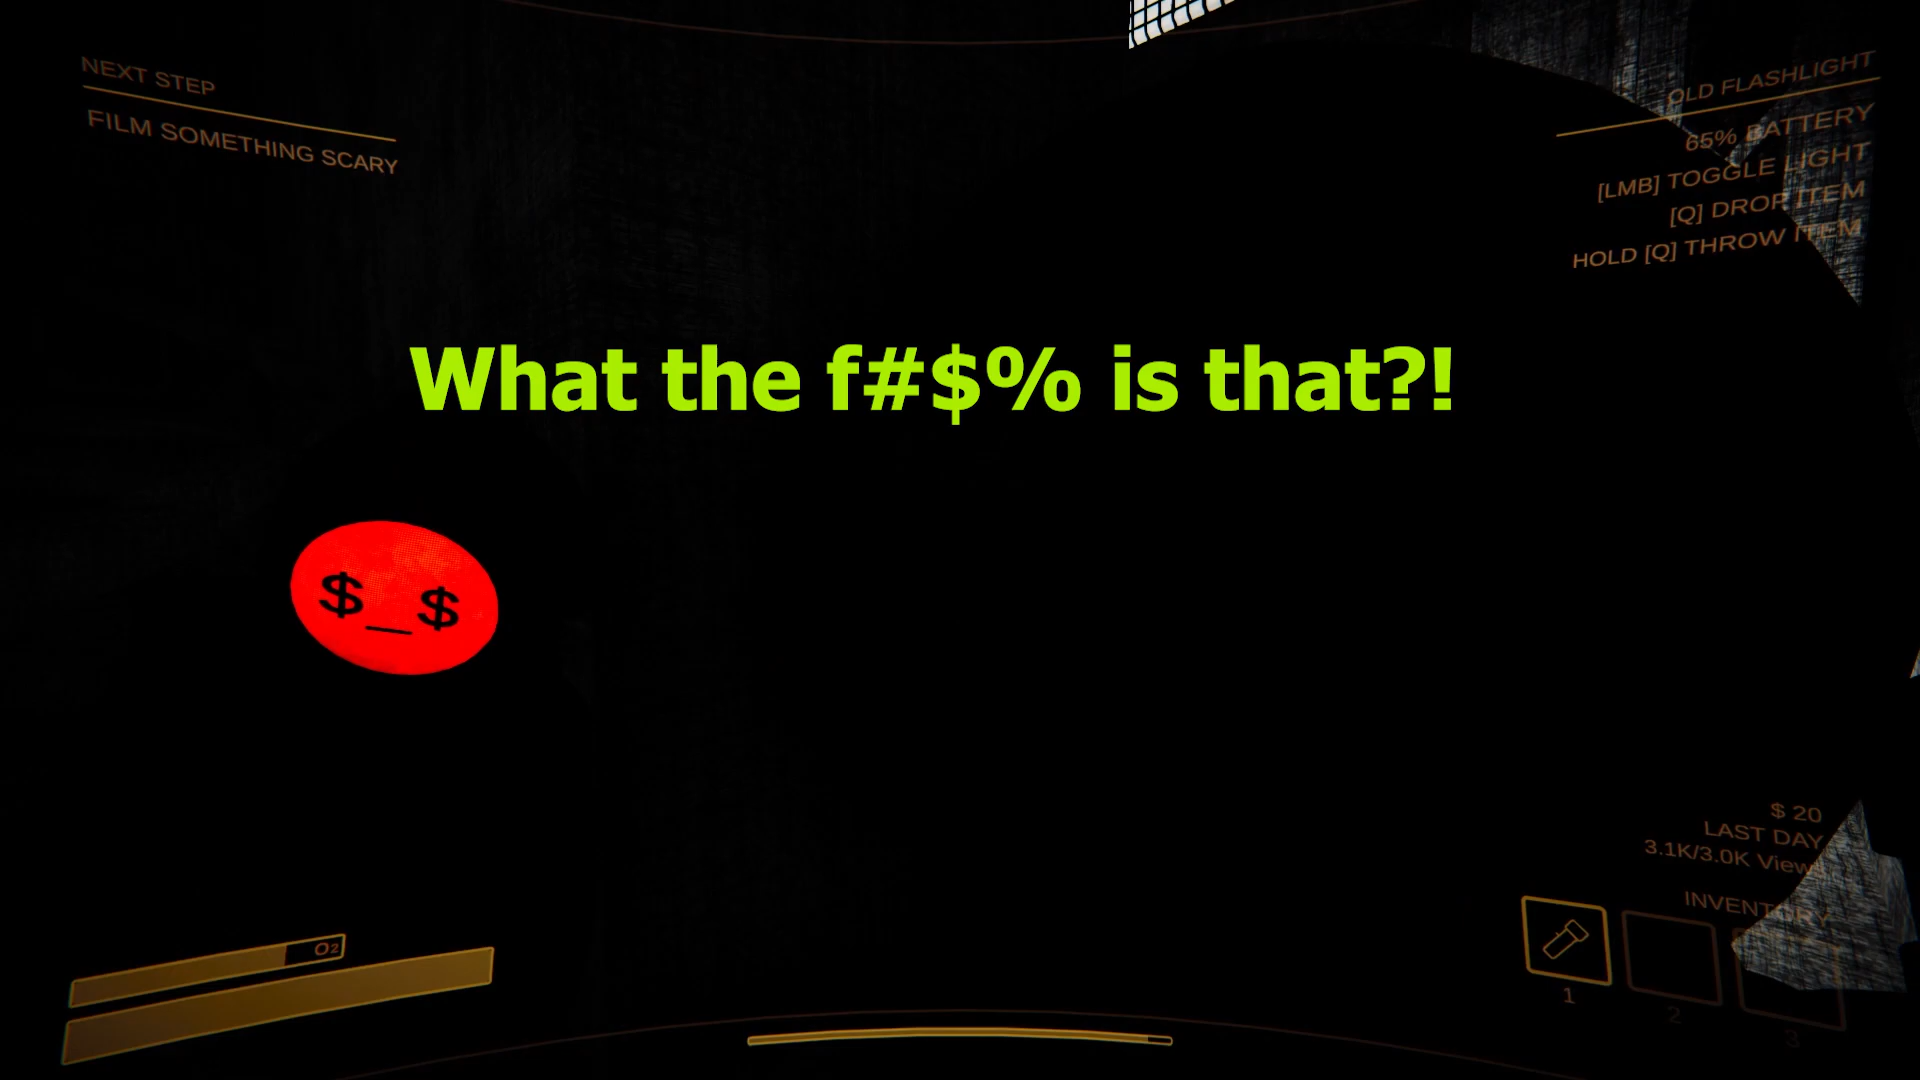 NEXT STEP
FILM SOMETHING SCARY
OLD FLASHLIGHT
65% BATTERY
[LMB] TOGGLE LIGHT
[Q] DROP ITEM
HOLD [Q] THROW ITEM
What the f#$% is that?!
$_$
O2
$ 20
LAST DAY
3.1K/3.0K Views
INVENTORY
1
2
3